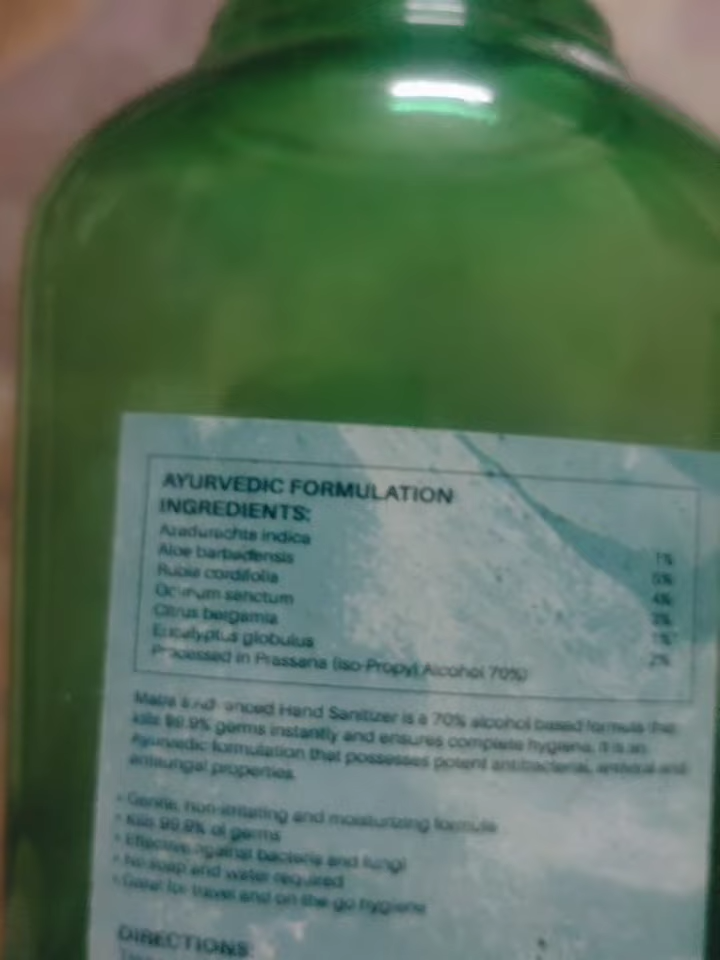 AYURVEDIC FORMULATION
INGREDIENTS:
Azadirachta indica 1%
Aloe barbadensis 5%
Rubia cordifolia 4%
Ocimum sanctum
Citrus bergamia 1%
Eucalyptus globulus 2%
Processed in Prassana (Iso-Propyl Alcohol 70%)
Hand Sanitizer is a 70% alcohol based formula that
kills 99.9% germs instantly and ensures complete hygiene. It is an
Ayurvedic formulation that possesses potent antibacterial, antiviral and
antifungal properties.
• Gentle, non-irritating and moisturizing formula
• Kills 99.9% of germs
• Effective against bacteria and fungi
• No soap and water required
• Great for travel and on the go hygiene
DIRECTIONS: